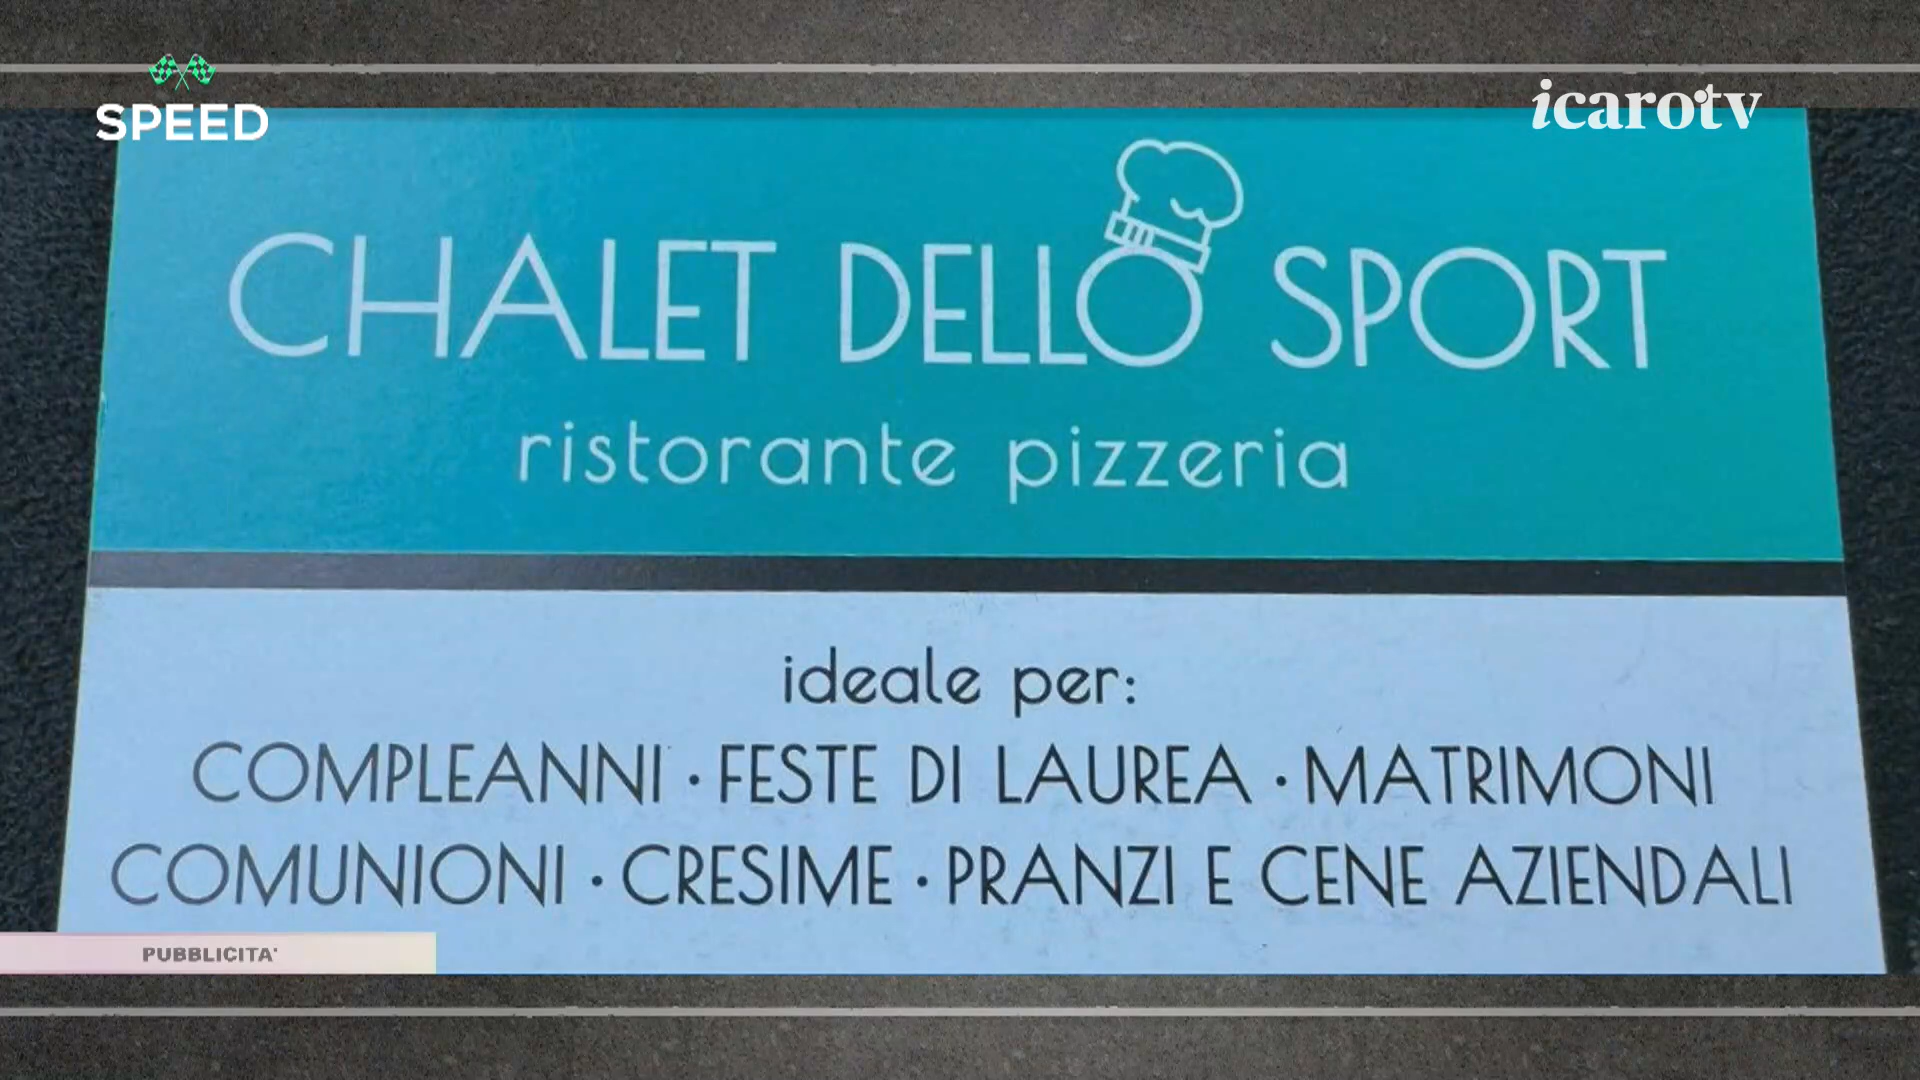 SPEED
icarotv
CHALET DELLO SPORT
ristorante pizzeria
ideale per:
COMPLEANNI • FESTE DI LAUREA • MATRIMONI
COMUNIONI • CRESIME • PRANZI E CENE AZIENDALI
PUBBLICITA'